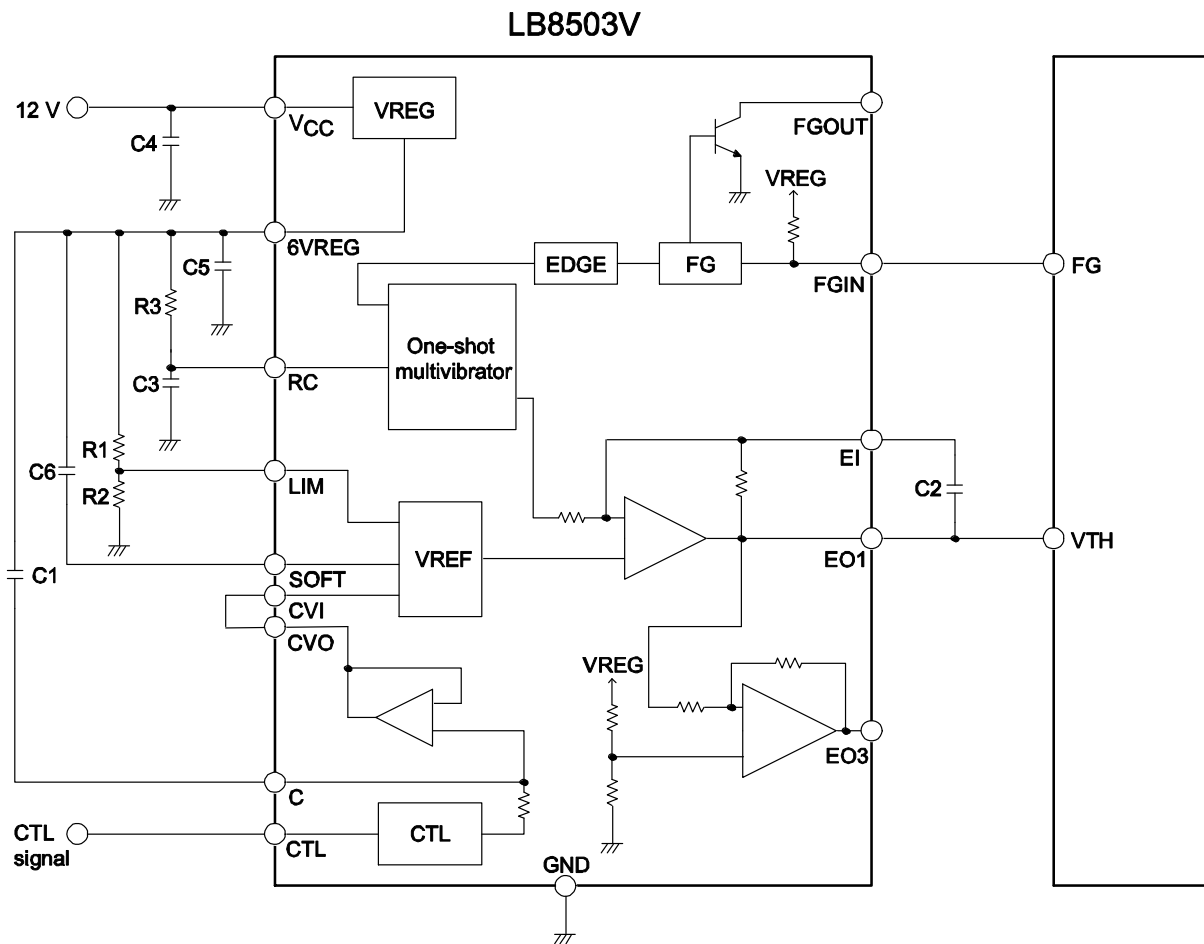 LB8503V
12 V
VCC
VREG
C4
FGOUT
VREG
6VREG
C5
EDGE
FG
FGIN
FG
R3
One-shot
multivibrator
RC
C3
R1
C6
R2
LIM
EI
C2
VREF
EO1
VTH
C1
SOFT
CVI
CVO
VREG
EO3
C
CTL
signal
CTL
CTL
GND